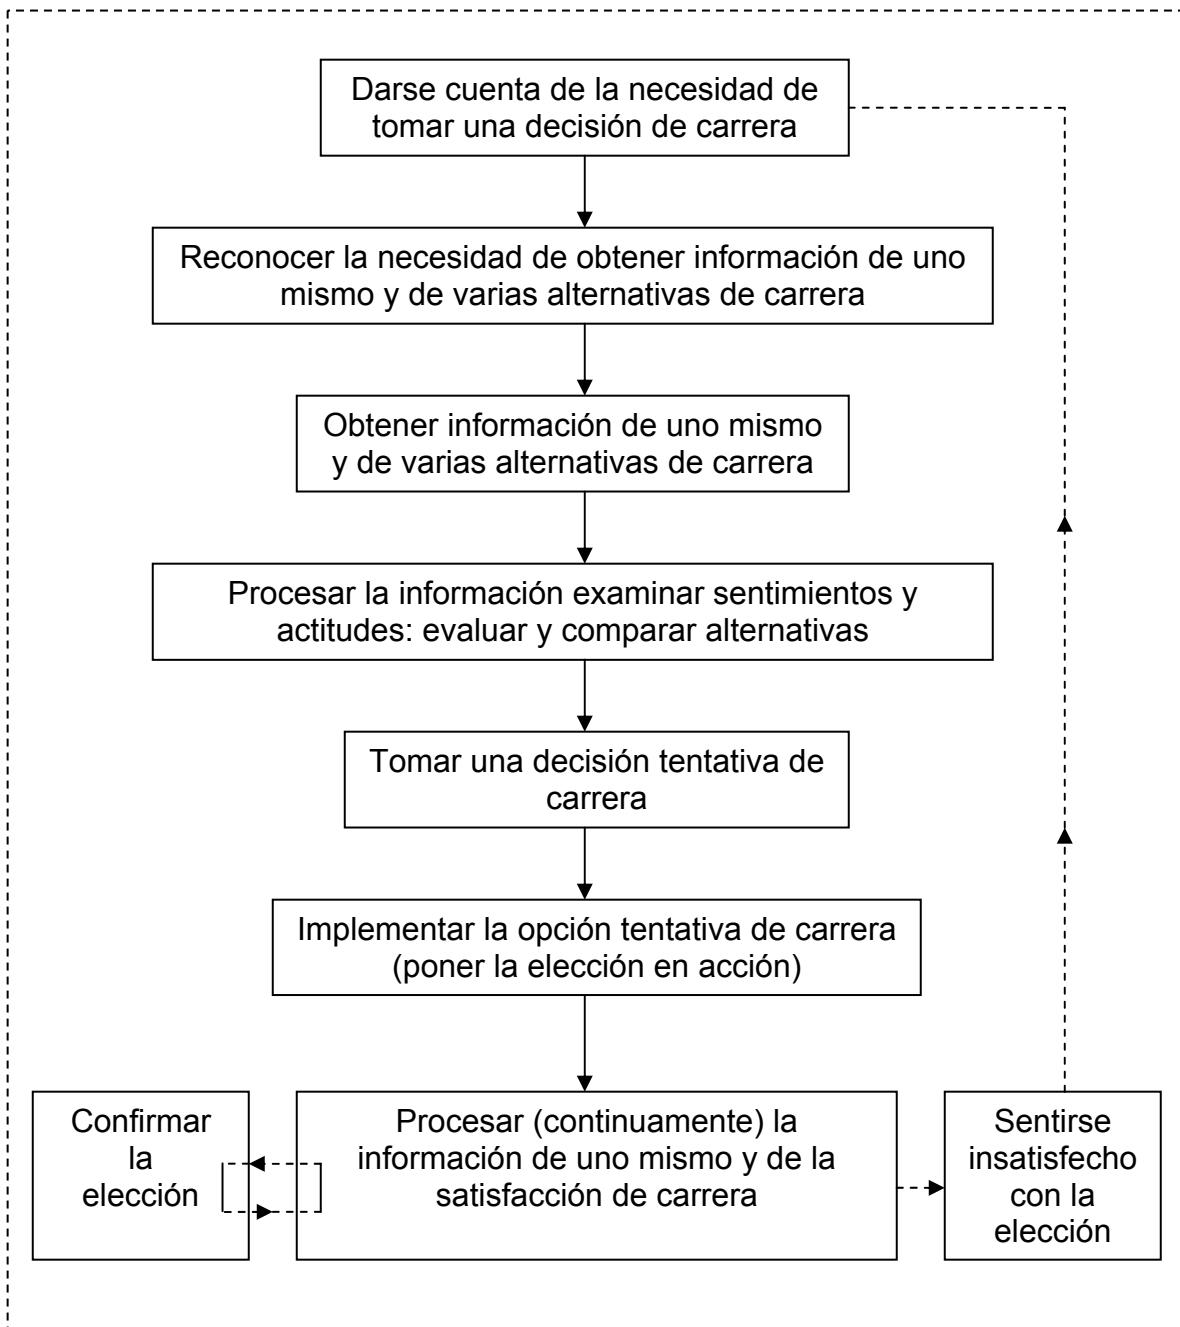 Darse cuenta de la necesidad de
tomar una decisión de carrera
Reconocer la necesidad de obtener información de uno
mismo y de varias alternativas de carrera
Obtener información de uno mismo
y de varias alternativas de carrera
Procesar la información examinar sentimientos y
actitudes: evaluar y comparar alternativas
Tomar una decisión tentativa de
carrera
Implementar la opción tentativa de carrera
(poner la elección en acción)
Confirmar
la
elección
Procesar (continuamente) la
información de uno mismo y de la
satisfacción de carrera
Sentirse
insatisfecho
con la
elección